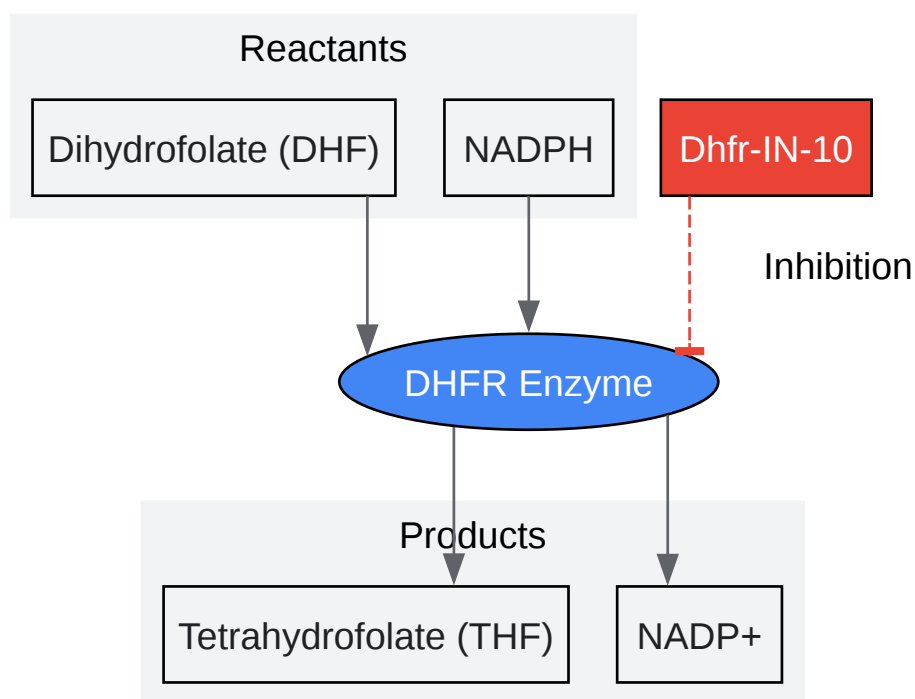 Reactants
Dihydrofolate (DHF)
NADPH
Dhfr-IN-10
Inhibition
DHFR Enzyme
Products
Tetrahydrofolate (THF)
NADP+